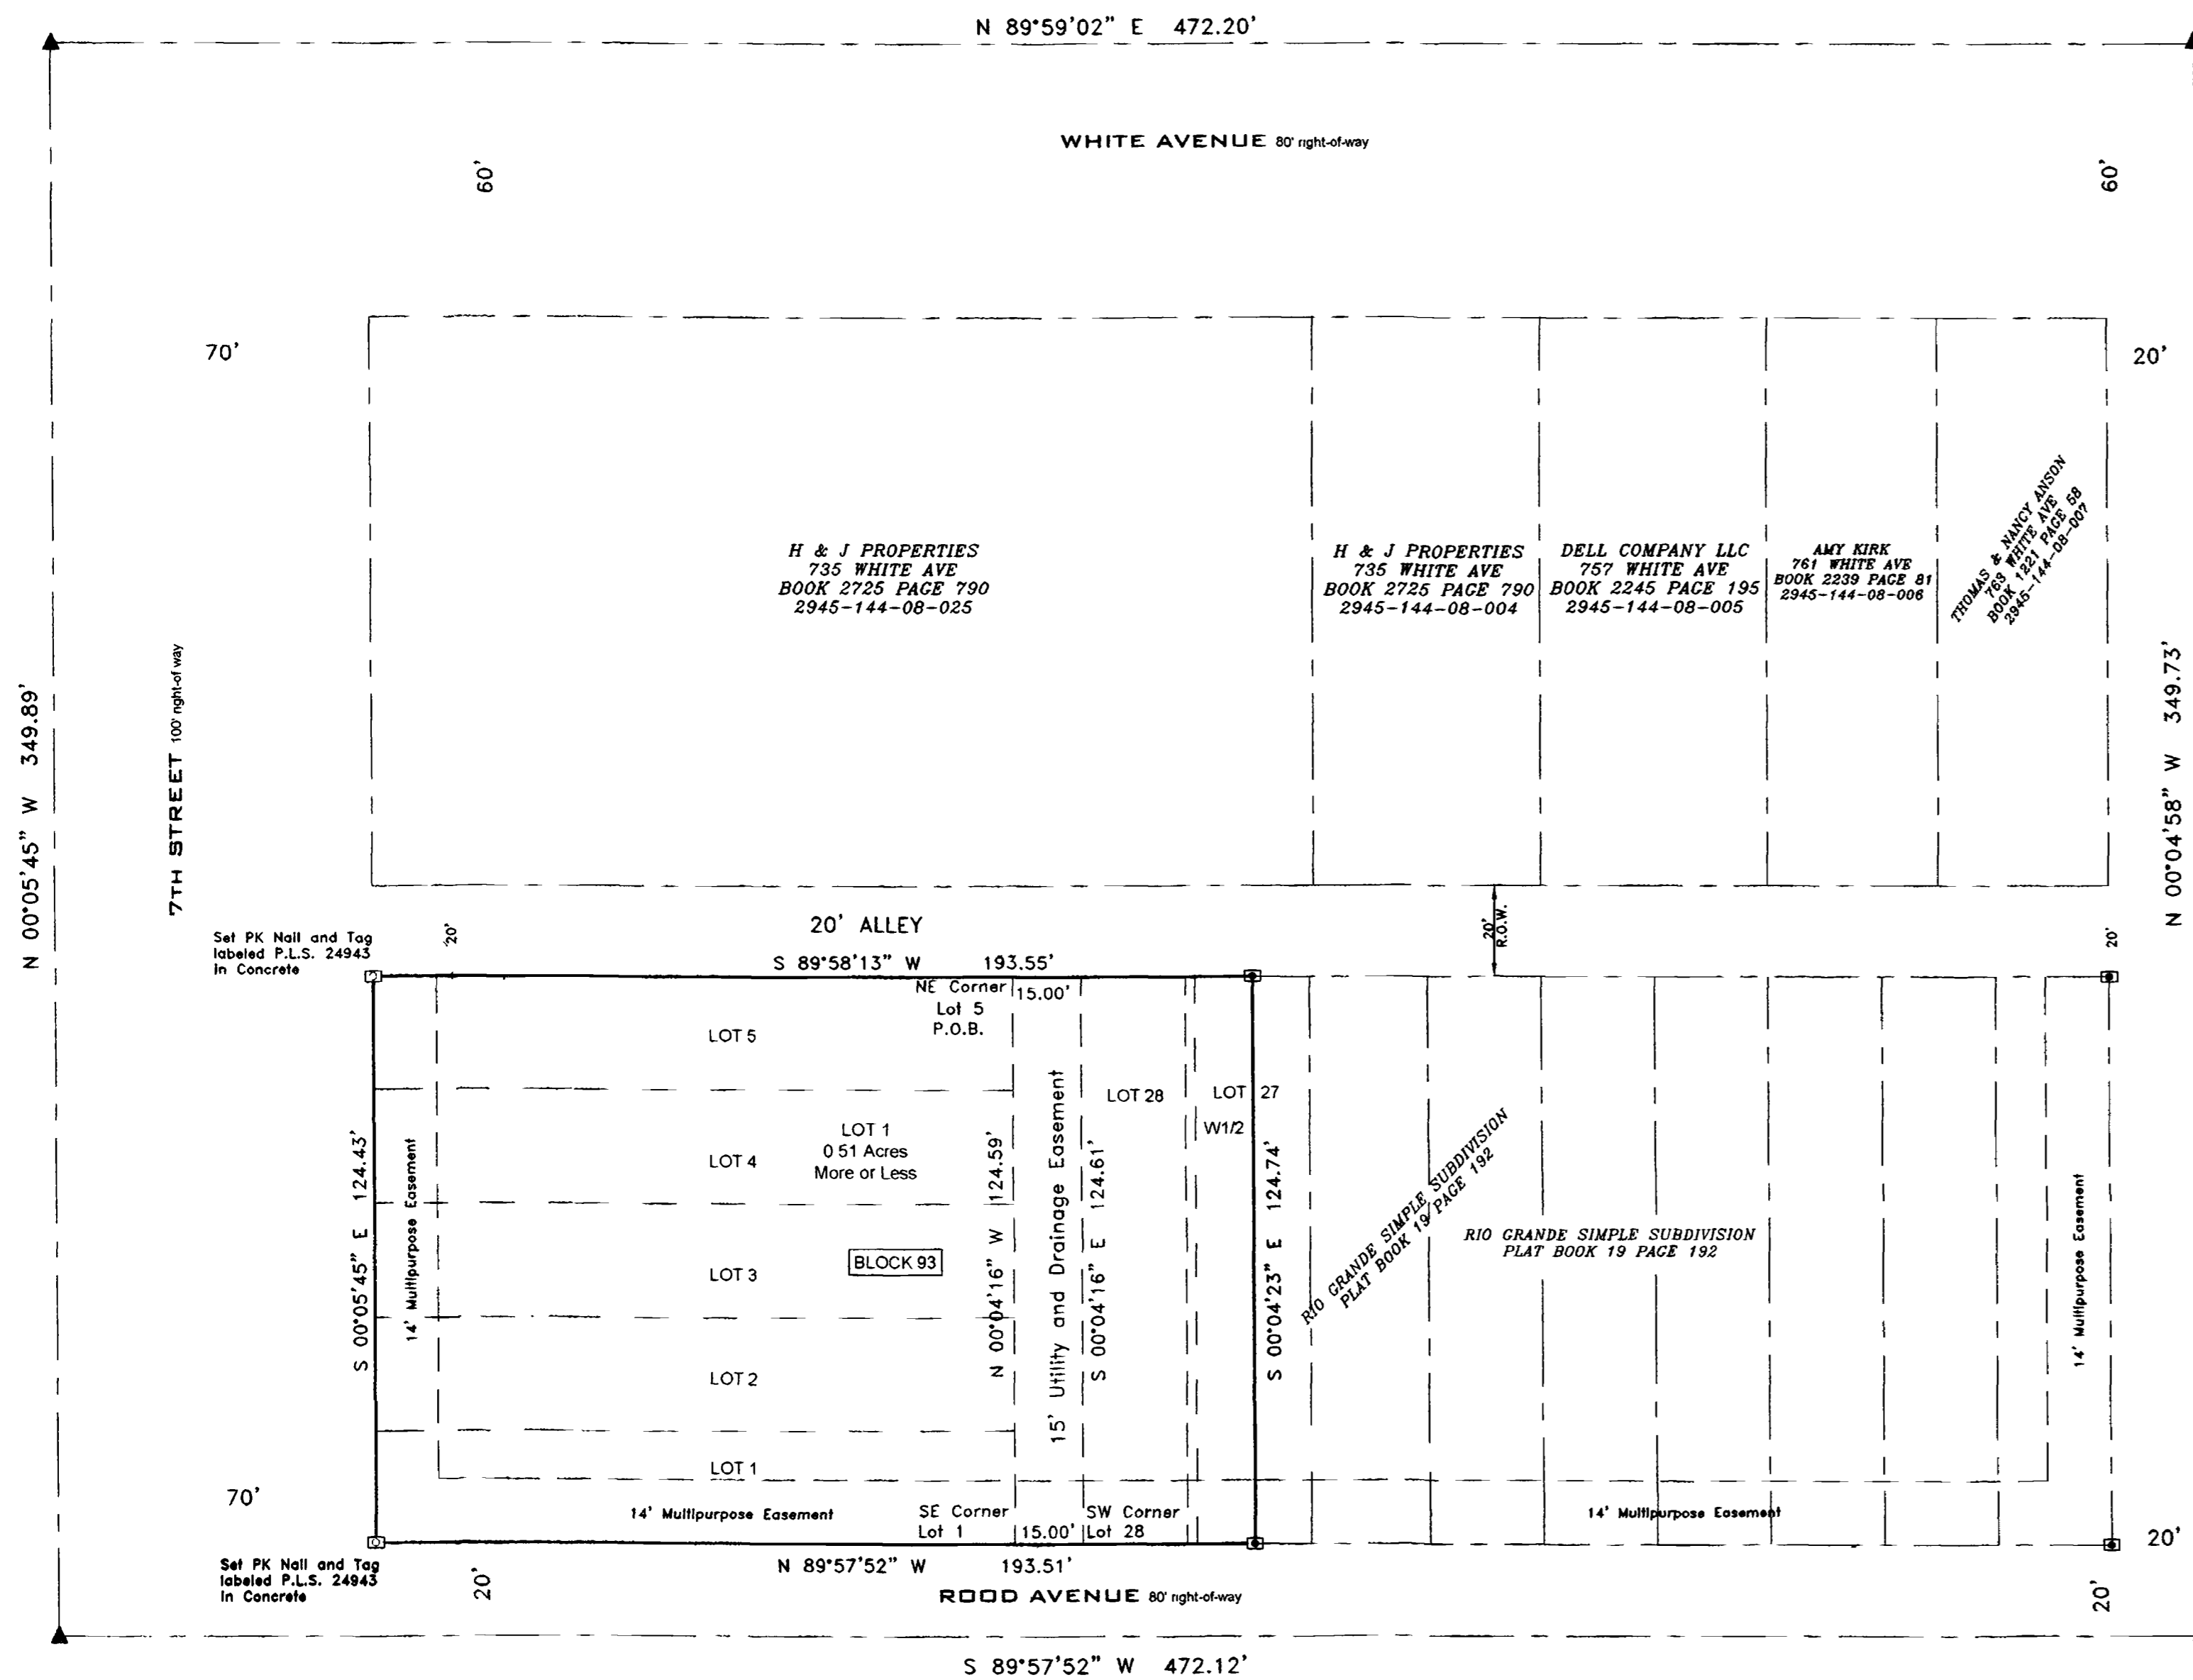 N 89°59'02" E 472.20'
WHITE AVENUE 80' right-of-way
60'
60'
70'
20'
H & J PROPERTIES
735 WHITE AVE
BOOK 2725 PAGE 790
2945-144-08-025
H & J PROPERTIES
735 WHITE AVE
BOOK 2725 PAGE 790
2945-144-08-004
DELL COMPANY LLC
757 WHITE AVE
BOOK 2245 PAGE 195
2945-144-08-005
AMY KIRK
761 WHITE AVE
BOOK 2239 PAGE 81
2945-144-08-006
THOMAS & NANCY ANSON
769 WHITE AVE
BOOK 1221 PAGE 58
2945-144-08-007
N 00°05'45" W 349.89'
7TH STREET 100' right-of way
N 00°04'58" W 349.73'
Set PK Nail and Tag
labeled P.L.S. 24943
in Concrete
20'
20' ALLEY
20'
R.O.W.
20'
S 89°58'13" W 193.55'
NE Corner
Lot 5
P.O.B.
15.00'
LOT 5
LOT 4
LOT 3
LOT 2
LOT 1
LOT 1
0 51 Acres
More or Less
BLOCK 93
LOT 28
LOT 27
W1/2
S 00°05'45" E 124.43'
14' Multipurpose Easement
N 00°04'16" W 124.59'
15' Utility and Drainage Easement
S 00°04'16" E 124.61'
S 00°04'23" E 124.74'
RIO GRANDE SIMPLE SUBDIVISION
PLAT BOOK 19 PAGE 192
RIO GRANDE SIMPLE SUBDIVISION
PLAT BOOK 19 PAGE 192
14' Multipurpose Easement
70'
14' Multipurpose Easement
SE Corner
Lot 1
15.00'
SW Corner
Lot 28
14' Multipurpose Easement
20'
Set PK Nail and Tag
labeled P.L.S. 24943
in Concrete
20'
N 89°57'52" W 193.51'
ROOD AVENUE 80' right-of-way
20'
S 89°57'52" W 472.12'